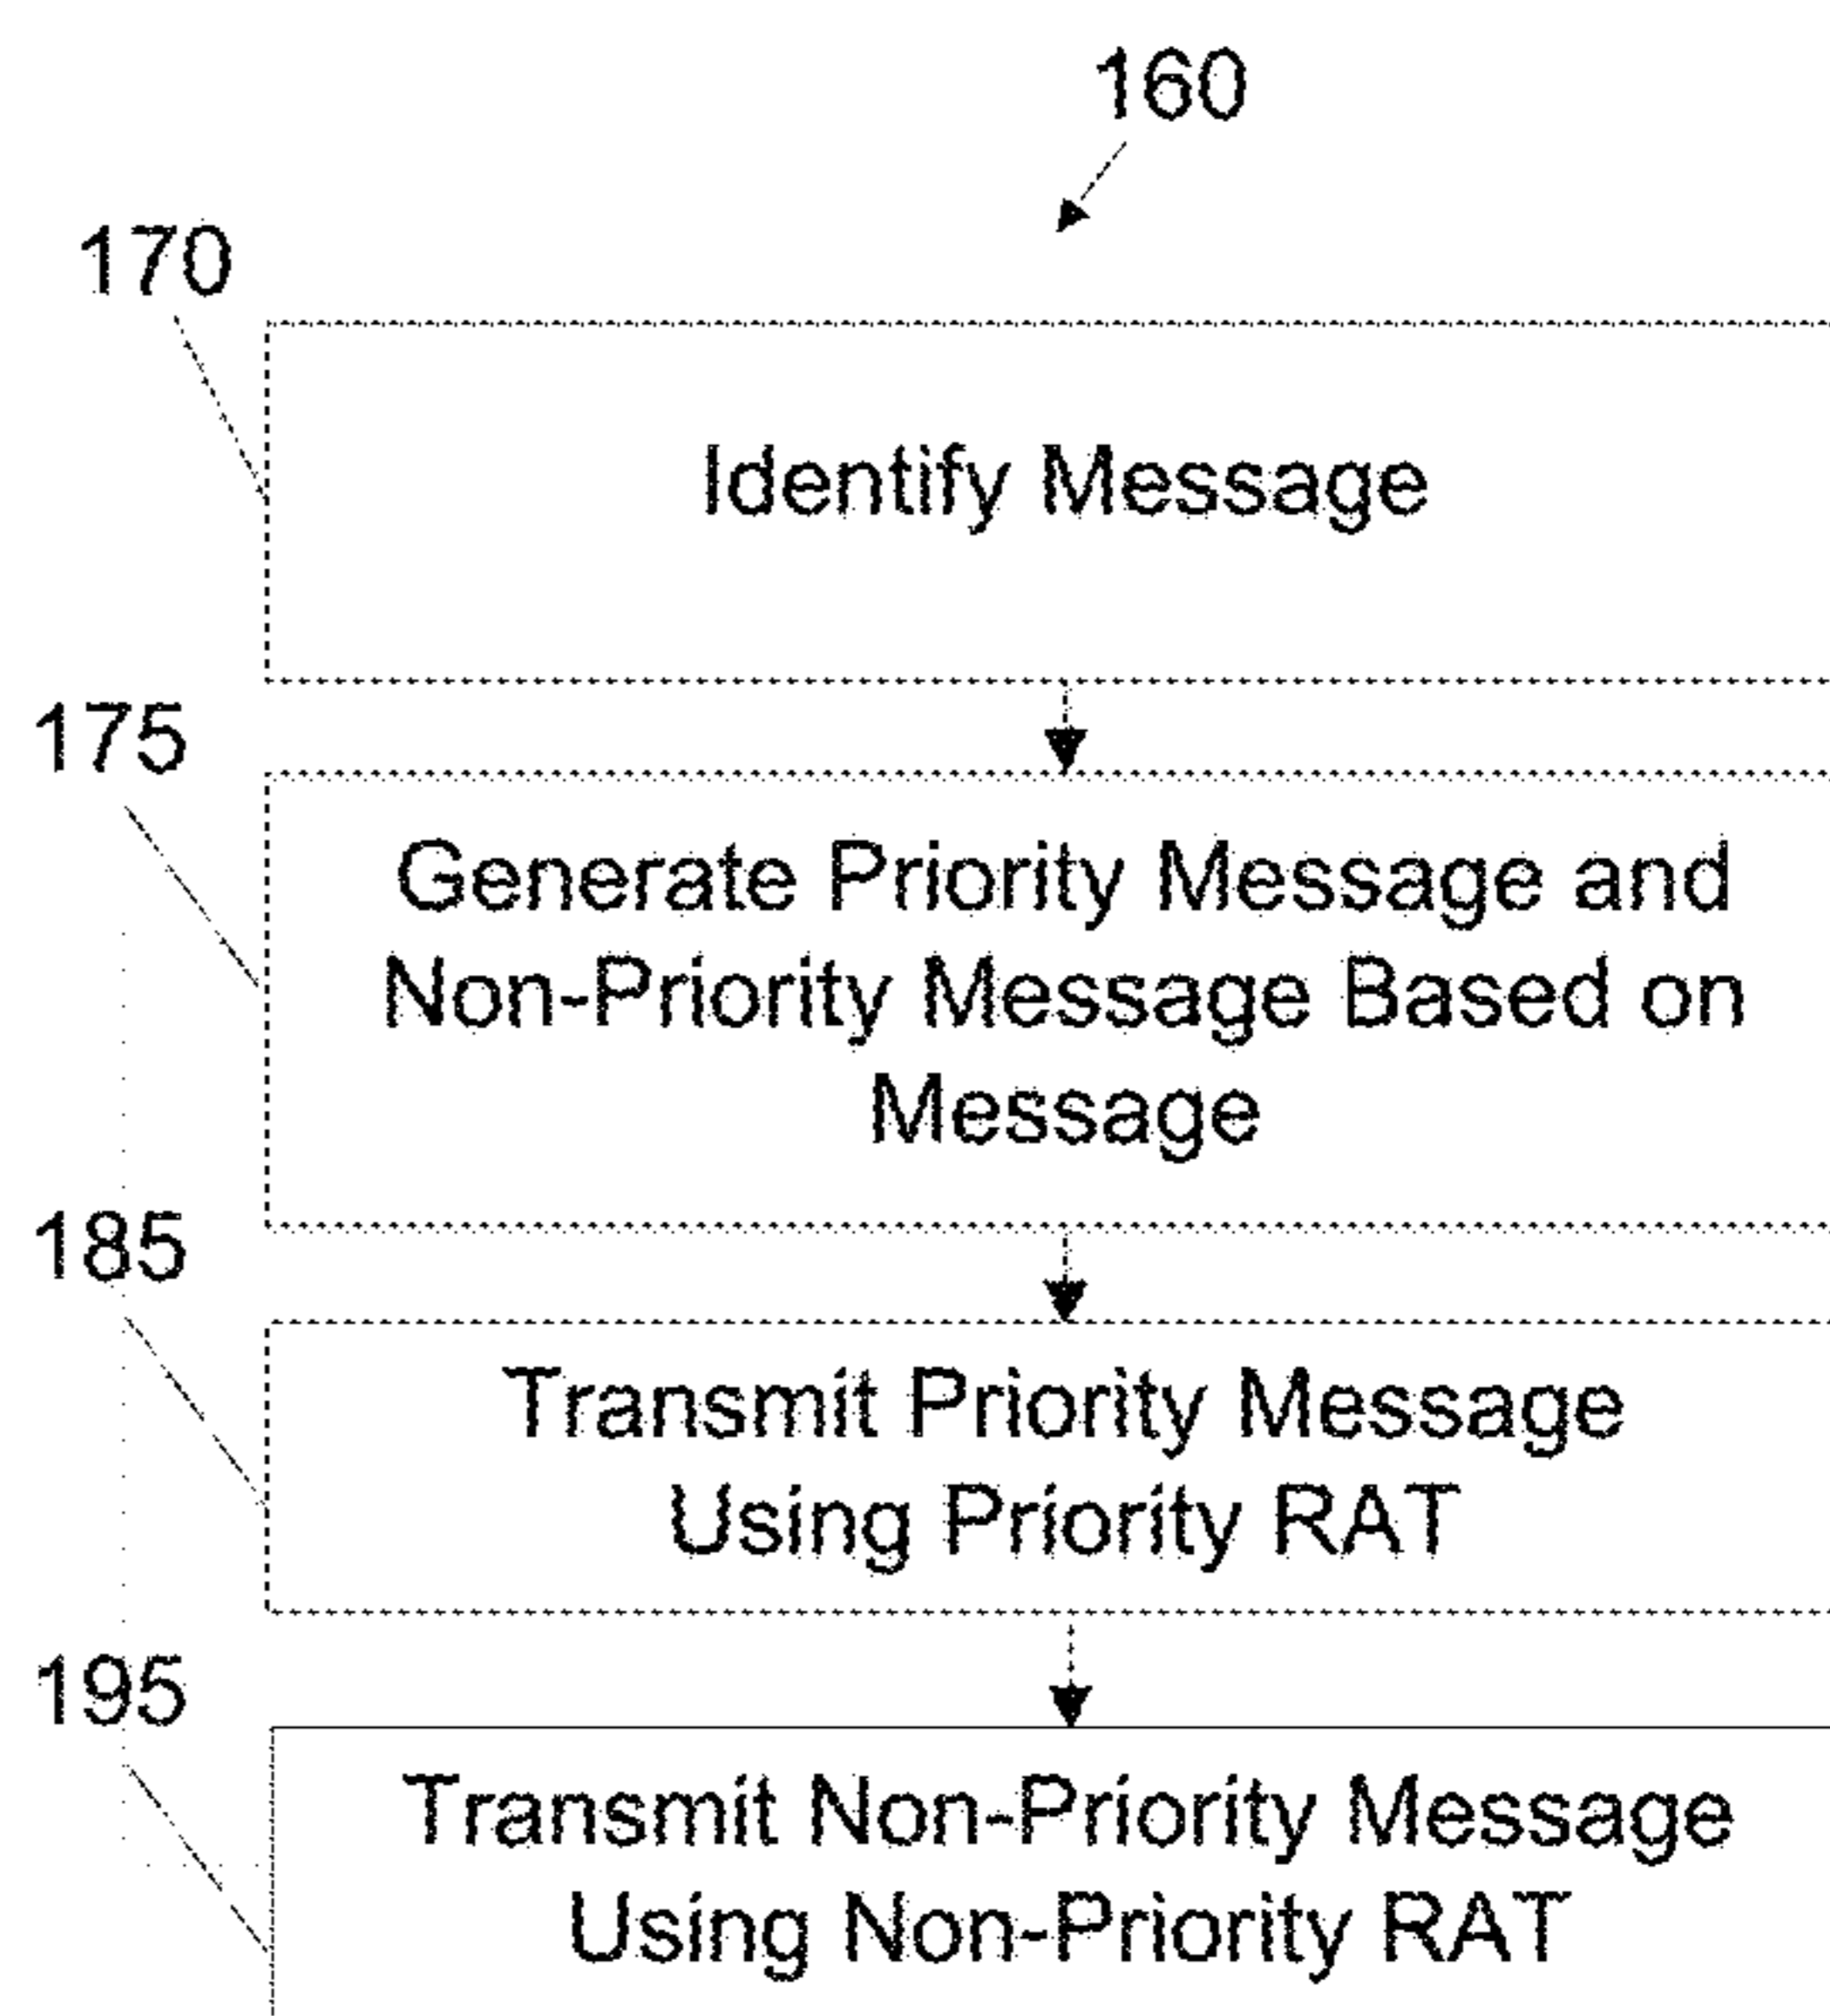 160
170
Identify Message
175
Generate Priority Message and
Non-Priority Message Based on
Message
185
Transmit Priority Message
Using Priority RAT
195
Transmit Non-Priority Message
Using Non-Priority RAT